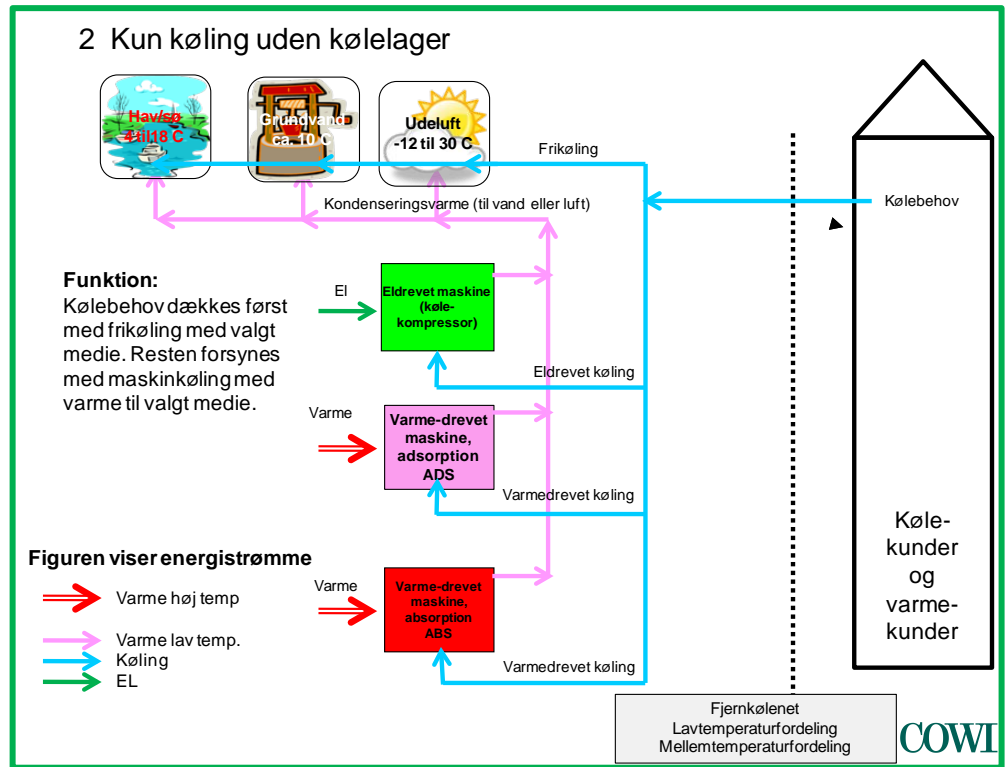 2 Kun køling uden kølelager
Hav/sø
4 til18 C
Grundvand
ca. 10 C
Udeluft
-12 til 30 C
Frikøling
Kølebehov
Kondenseringsvarme (til vand eller luft)
Funktion:
Kølebehov dækkes først
med frikøling med valgt
medie. Resten forsynes
med maskinkøling med
varme til valgt medie.
El
Eldrevet maskine
(køle-
kompressor)
Eldrevet køling
Varme
Varme-drevet
maskine,
adsorption
ADS
Varmedrevet køling
Figuren viser energistrømme
Varme høj temp
Varme lav temp.
Køling
EL
Varme
Varme-drevet
maskine,
absorption
ABS
Varmedrevet køling
Køle-
kunder
og
varme-
kunder
Fjernkølenet
Lavtemperaturfordeling
Mellemtemperaturfordeling
COWI